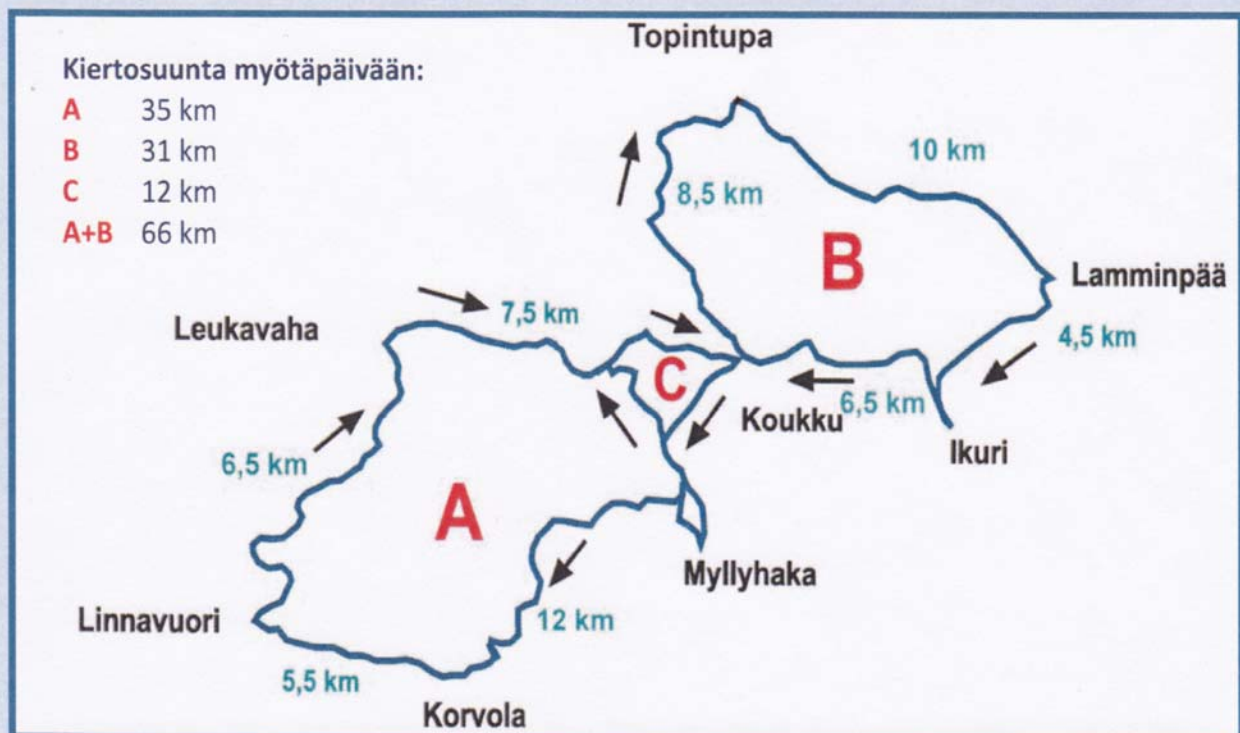 Topintupa
Kiertosuunta myötäpäivään:
A 35 km
B 31 km
C 12 km
A+B 66 km
10 km
8,5 km
B
Lamminpää
Leukavaha
7,5 km
4,5 km
C
6,5 km
Koukku
Ikuri
6,5 km
A
Myllyhaka
Linnavuori
12 km
5,5 km
Korvola